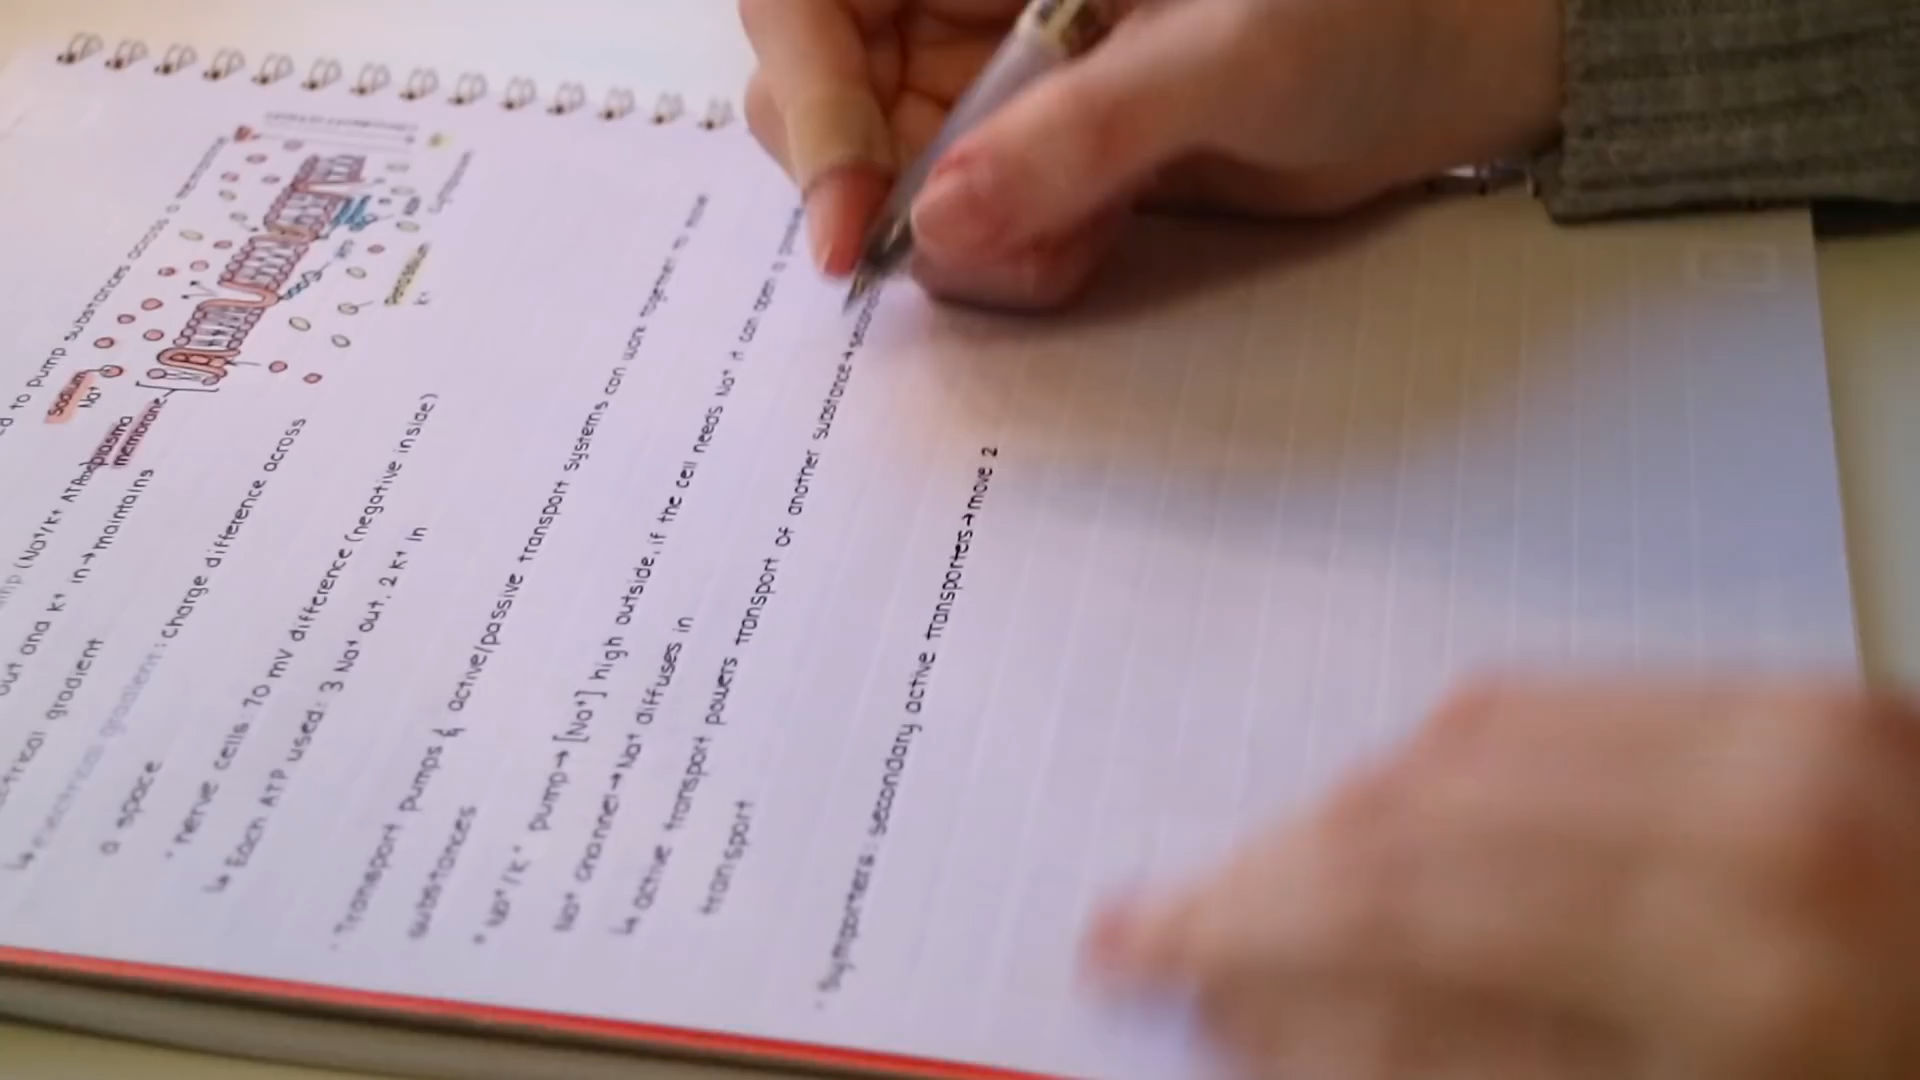 to pump substances across a membrane
Sodium
Na+
plasma
membrane
Potassium
K+
Cytoplasm
(Na+/K+ ATPase)
out and K+ in→maintains
gradient
↳ electrical gradient: Charge difference across
a space
* nerve cells: 70 mV difference (negative inside)
↳ Each ATP used: 3 Na+ out, 2 K+ in
* Transport pumps & active/passive transport systems can work together to move
substances
* Na+/K+ pump→ [Na+] high outside, if the cell needs Na+ it can open a
Na+ channel→Na+ diffuses in
↳ active transport powers transport of another substance→
transport
* Symporters: secondary active transporters→move 2